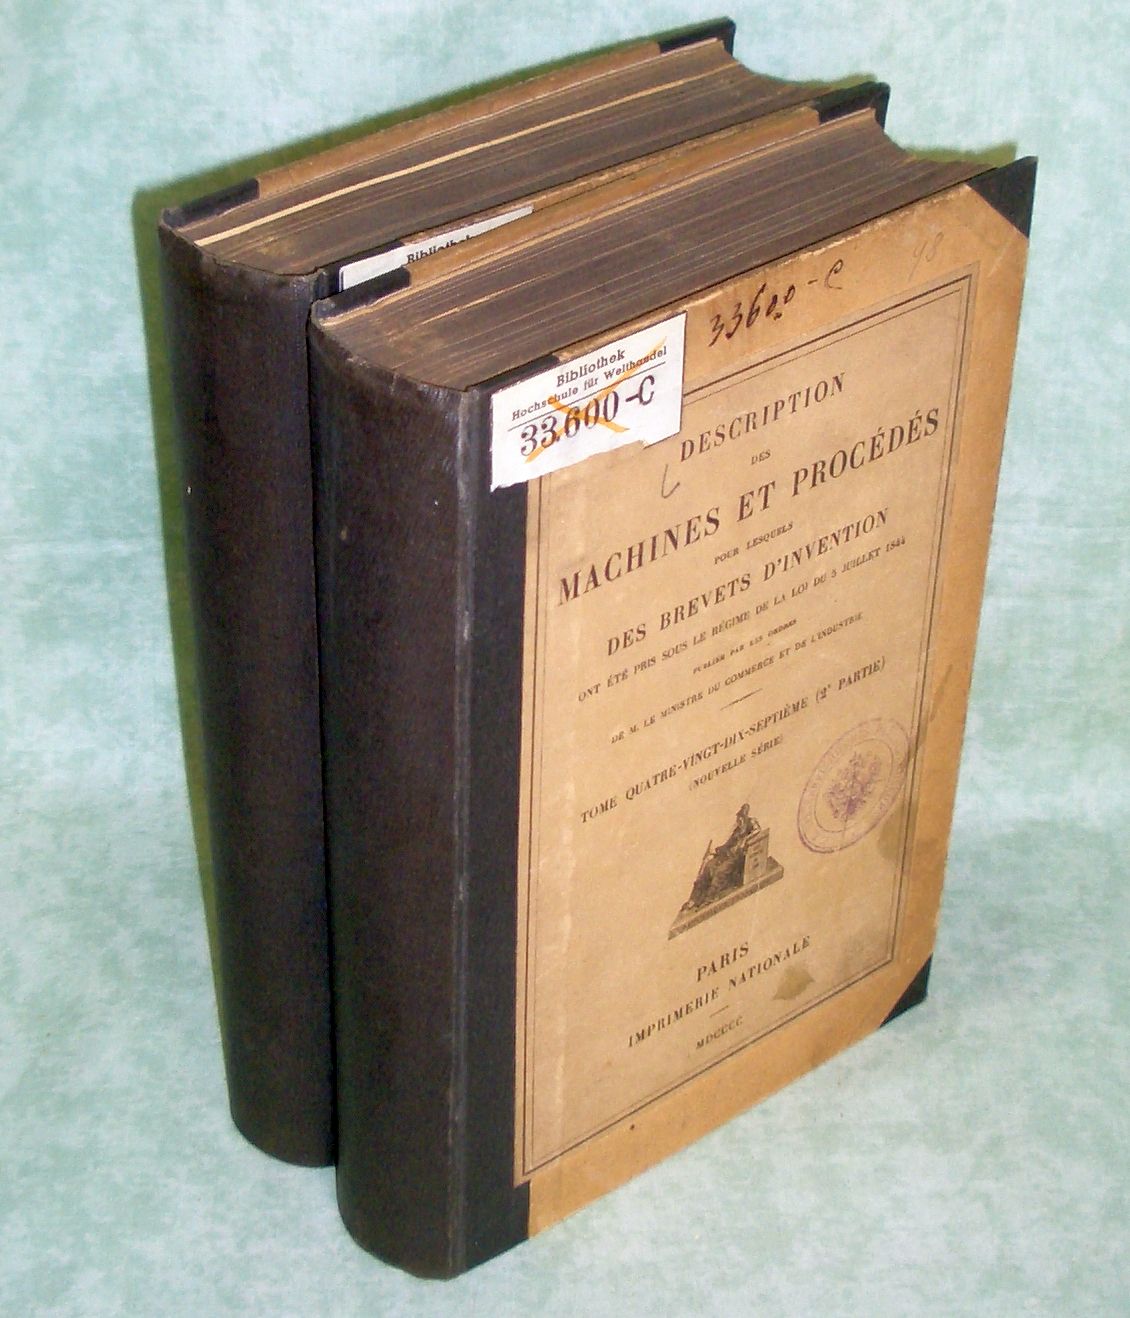 Bibliothek
Bibliothek
Hochschule für Welthandel
33.600-C
33600-C
98
DESCRIPTION
DES
MACHINES ET PROCÉDÉS
POUR LESQUELS
DES BREVETS D'INVENTION
ONT ÉTÉ PRIS SOUS LE RÉGIME DE LA LOI DU 5 JUILLET 1844
PUBLIÉE PAR LES ORDRES
DE M. LE MINISTRE DU COMMERCE ET DE L'INDUSTRIE
TOME QUATRE-VINGT-DIX-SEPTIÈME (2e PARTIE)
(NOUVELLE SÉRIE)
PARIS
IMPRIMERIE NATIONALE
MDCCCC